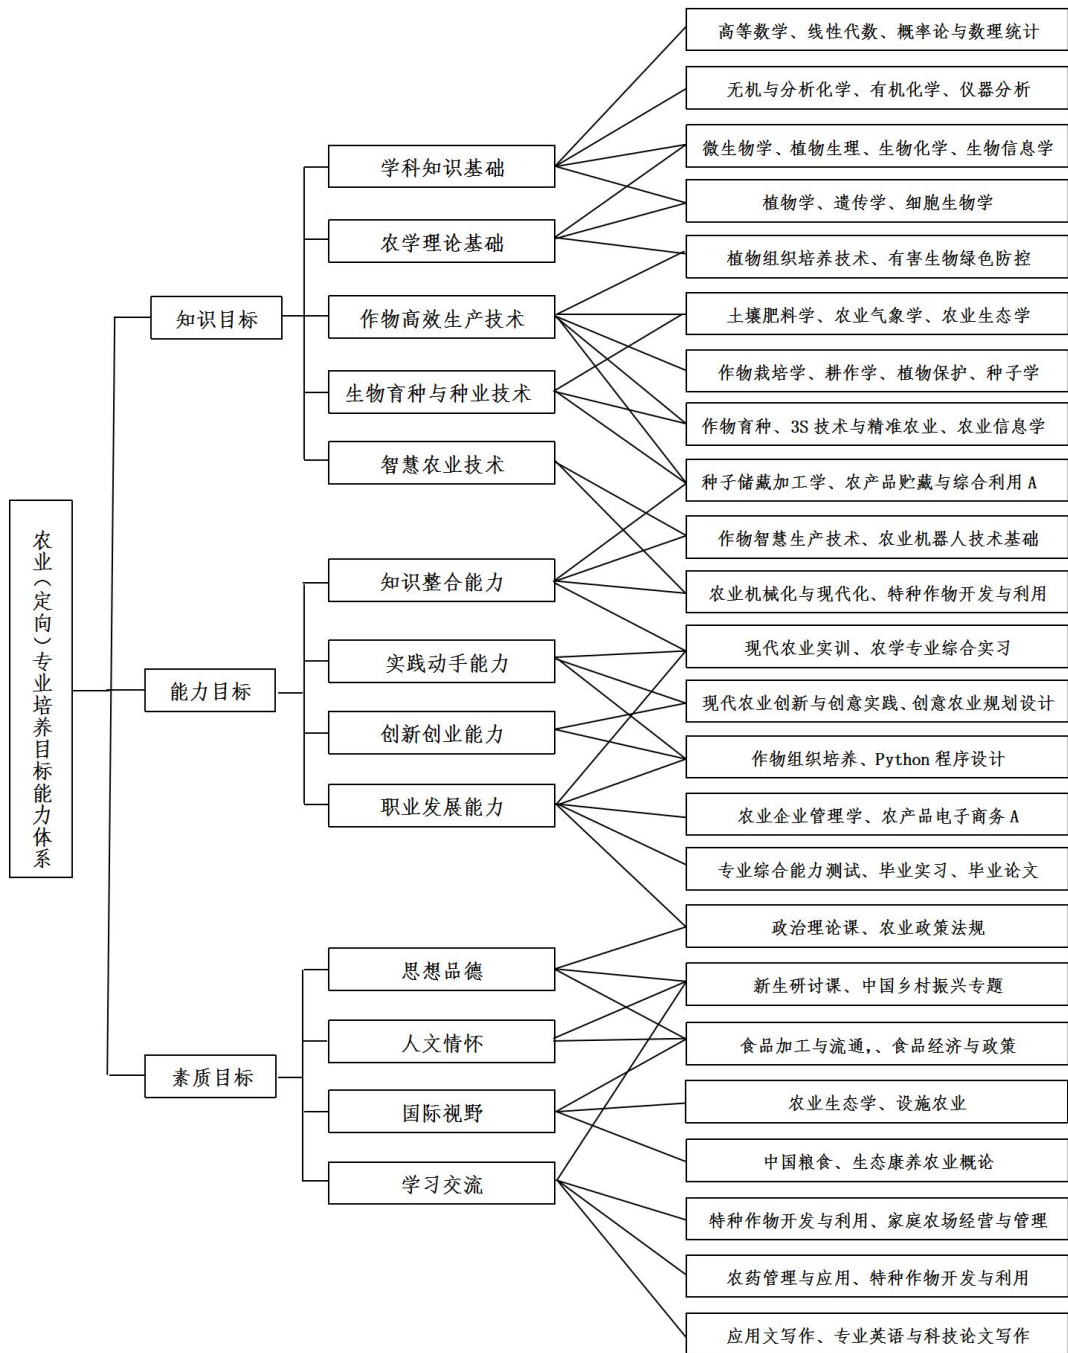 农业（定向）专业培养目标能力体系
知识目标
能力目标
素质目标
学科知识基础
农学理论基础
作物高效生产技术
生物育种与种业技术
智慧农业技术
知识整合能力
实践动手能力
创新创业能力
职业发展能力
思想品德
人文情怀
国际视野
学习交流
高等数学、线性代数、概率论与数理统计
无机与分析化学、有机化学、仪器分析
微生物学、植物生理、生物化学、生物信息学
植物学、遗传学、细胞生物学
植物组织培养技术、有害生物绿色防控
土壤肥料学、农业气象学、农业生态学
作物栽培学、耕作学、植物保护、种子学
作物育种、3S 技术与精准农业、农业信息学
种子储藏加工学、农产品贮藏与综合利用 A
作物智慧生产技术、农业机器人技术基础
农业机械化与现代化、特种作物开发与利用
现代农业实训、农学专业综合实习
现代农业创新与创意实践、创意农业规划设计
作物组织培养、Python 程序设计
农业企业管理学、农产品电子商务 A
专业综合能力测试、毕业实习、毕业论文
政治理论课、农业政策法规
新生研讨课、中国乡村振兴专题
食品加工与流通,、食品经济与政策
农业生态学、设施农业
中国粮食、生态康养农业概论
特种作物开发与利用、家庭农场经营与管理
农药管理与应用、特种作物开发与利用
应用文写作、专业英语与科技论文写作